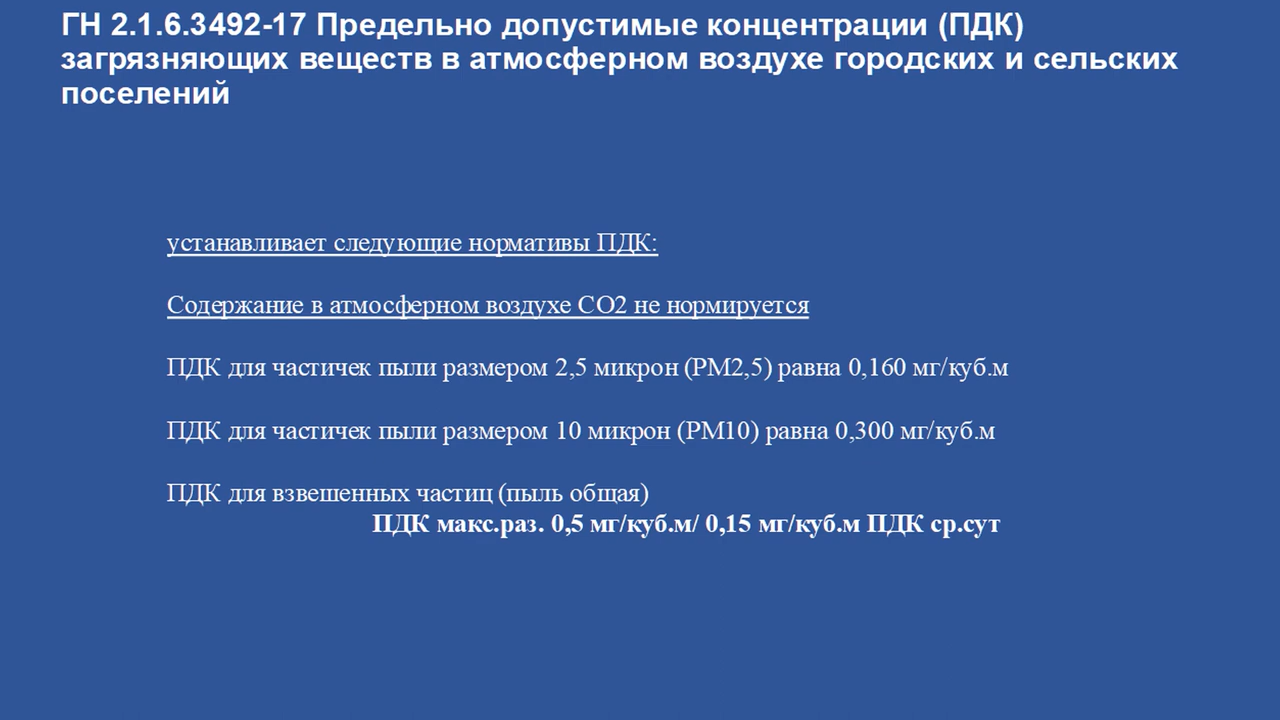 ГН 2.1.6.3492-17 Предельно допустимые концентрации (ПДК)
загрязняющих веществ в атмосферном воздухе городских и сельских
поселений
устанавливает следующие нормативы ПДК:
Содержание в атмосферном воздухе СО2 не нормируется
ПДК для частичек пыли размером 2,5 микрон (РМ2,5) равна 0,160 мг/куб.м
ПДК для частичек пыли размером 10 микрон (РМ10) равна 0,300 мг/куб.м
ПДК для взвешенных частиц (пыль общая)
ПДК макс.раз. 0,5 мг/куб.м/ 0,15 мг/куб.м ПДК ср.сут